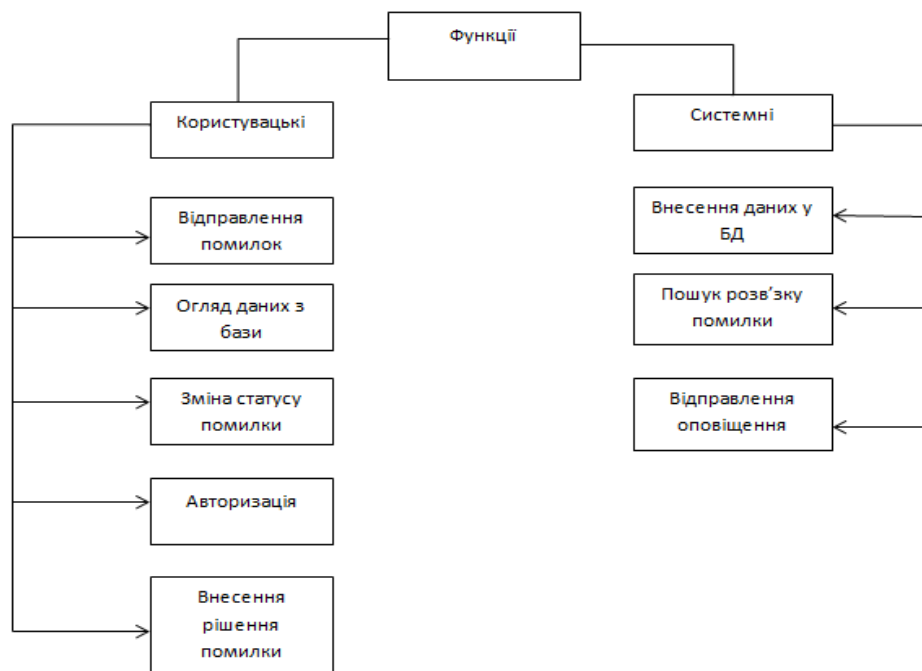 Функції
Користувацькі
Системні
Відправлення
помилок
Внесення даних у
БД
Огляд даних з
бази
Пошук розв’зку
помилки
Зміна статусу
помилки
Відправлення
оповіщення
Авторизація
Внесення
рішення
помилки